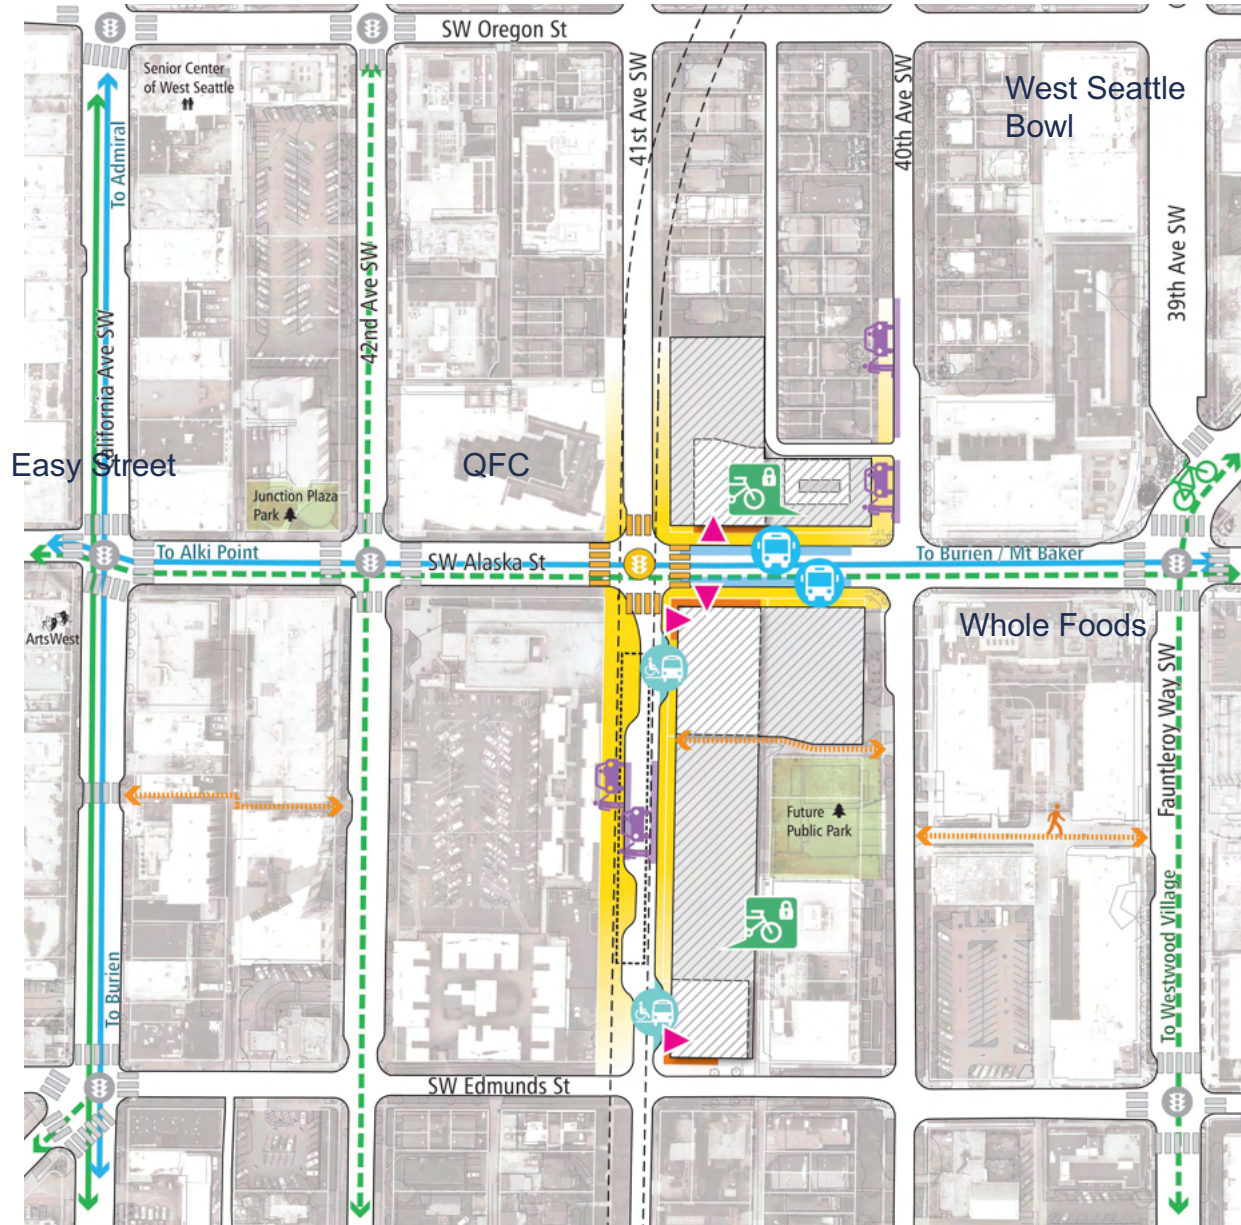 SW Oregon St
Senior Center
of West Seattle
West Seattle
Bowl
41st Ave SW
40th Ave SW
To Admiral
39th Ave SW
42nd Ave SW
California Ave SW
Easy Street
QFC
Junction Plaza
Park
To Alki Point
SW Alaska St
To Burien / Mt Baker
ArtsWest
Whole Foods
Fauntleroy Way SW
Future
Public Park
To Westwood Village
To Burien
SW Edmunds St